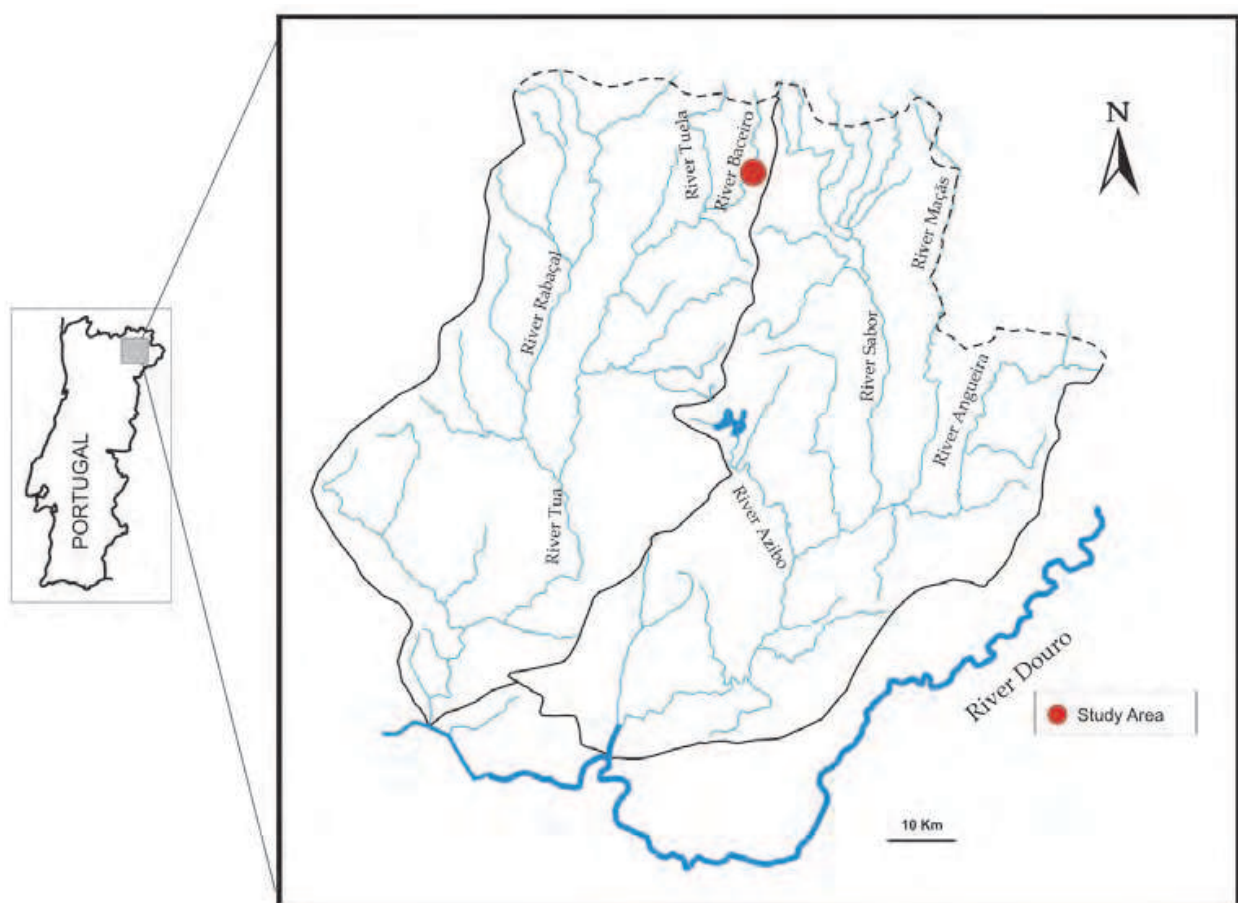 N
River Tuela
River Baceiro
River Maçãs
River Rabaçal
River Sabor
River Angueira
PORTUGAL
River Tua
River Azibo
River Douro
Study Area
10 Km